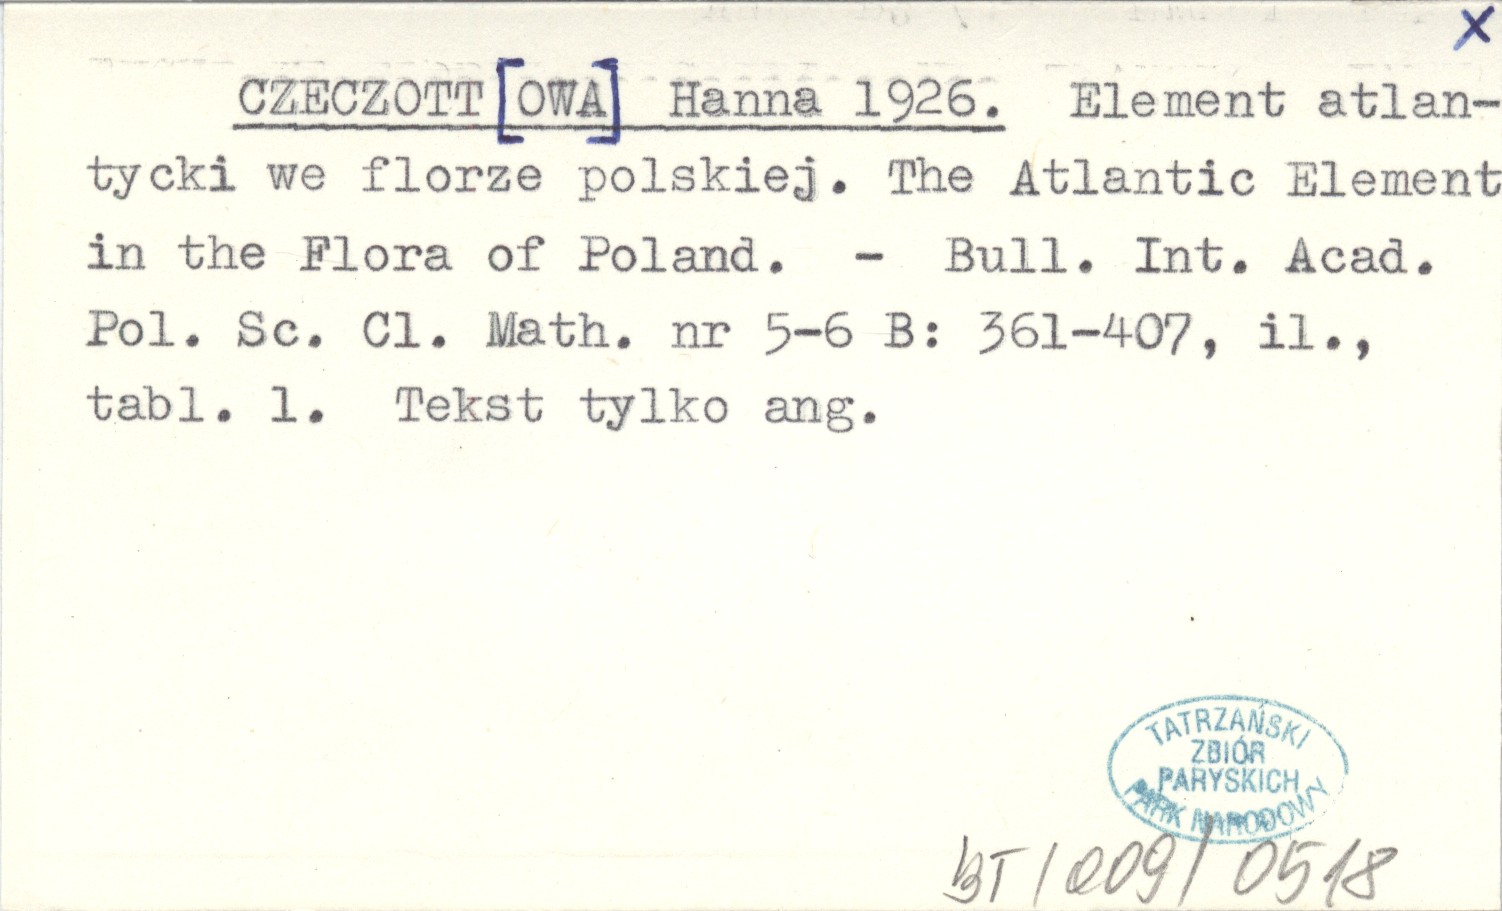 x
CZECZOTT [OWA] Hanna 1926. Element atlan-
tycki we florze polskiej. The Atlantic Element
in the Flora of Poland. - Bull. Int. Acad.
Pol. Sc. Cl. Math. nr 5-6 B: 361-407, il.,
tabl. 1. Tekst tylko ang.
TATRZAŃSKI
ZBIÓR
PARYSKICH
PARK NARODOWY
BT/009/0518